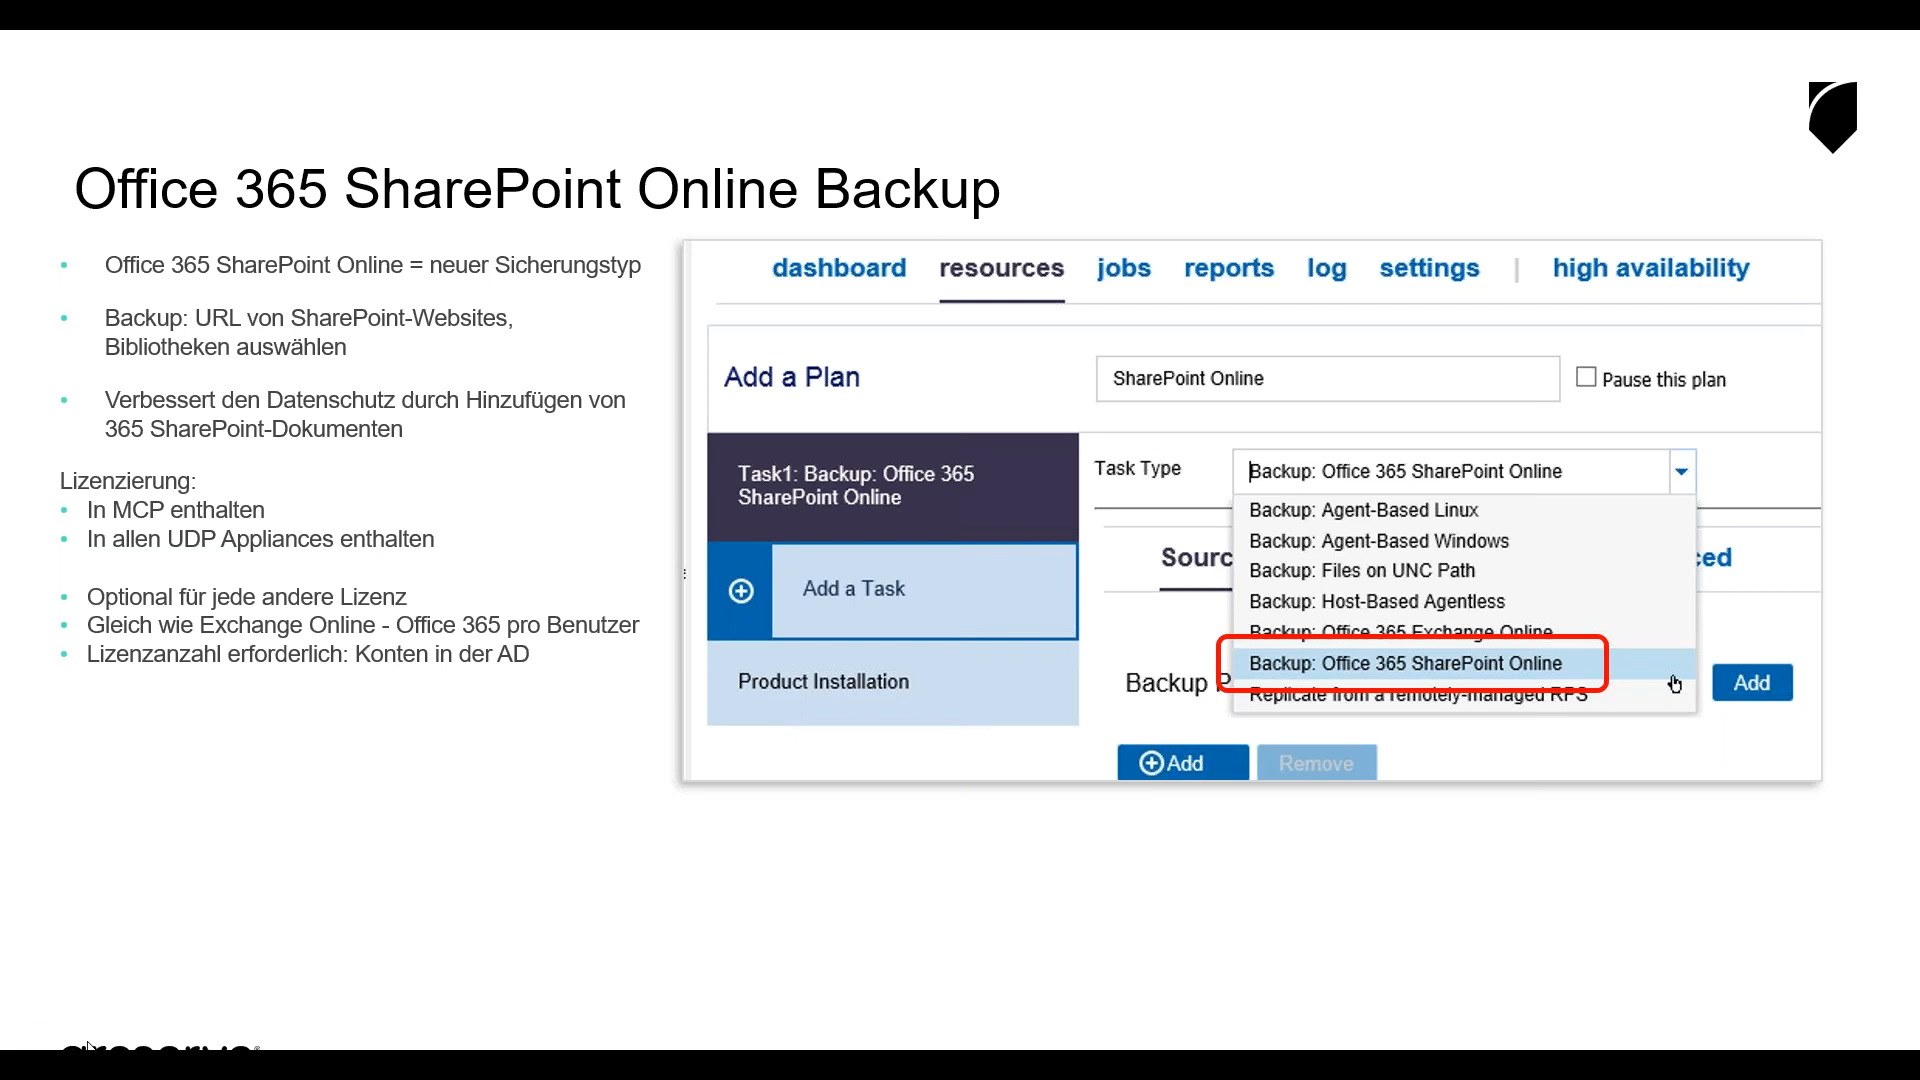 Office 365 SharePoint Online Backup
• Office 365 SharePoint Online = neuer Sicherungstyp
• Backup: URL von SharePoint-Websites,
Bibliotheken auswählen
• Verbessert den Datenschutz durch Hinzufügen von
365 SharePoint-Dokumenten
Lizenzierung:
• In MCP enthalten
• In allen UDP Appliances enthalten
• Optional für jede andere Lizenz
• Gleich wie Exchange Online - Office 365 pro Benutzer
• Lizenzanzahl erforderlich: Konten in der AD
dashboard resources jobs reports log settings | high availability
Add a Plan
SharePoint Online
Pause this plan
Task1: Backup: Office 365
SharePoint Online
Add a Task
Product Installation
Task Type
Backup: Office 365 SharePoint Online
Backup: Agent-Based Linux
Backup: Agent-Based Windows
Backup: Files on UNC Path
Backup: Host-Based Agentless
Backup: Office 365 Exchange Online
Backup: Office 365 SharePoint Online
Replicate from a remotely-managed RPS
Sourc
ced
Backup P
Add
Add
Remove